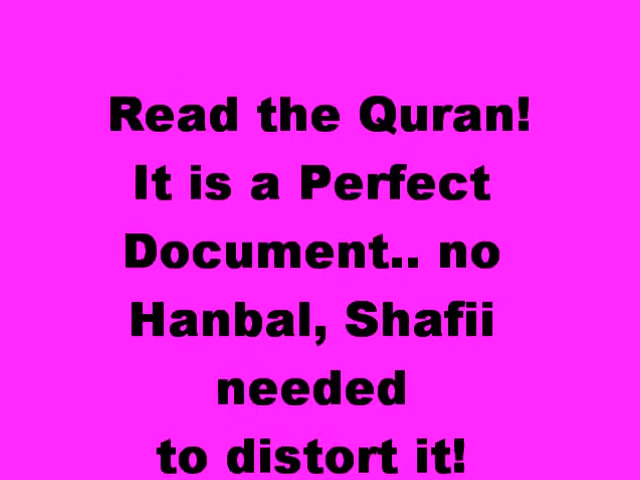 Read the Quran!
It is a Perfect
Document.. no
Hanbal, Shafii
needed
to distort it!